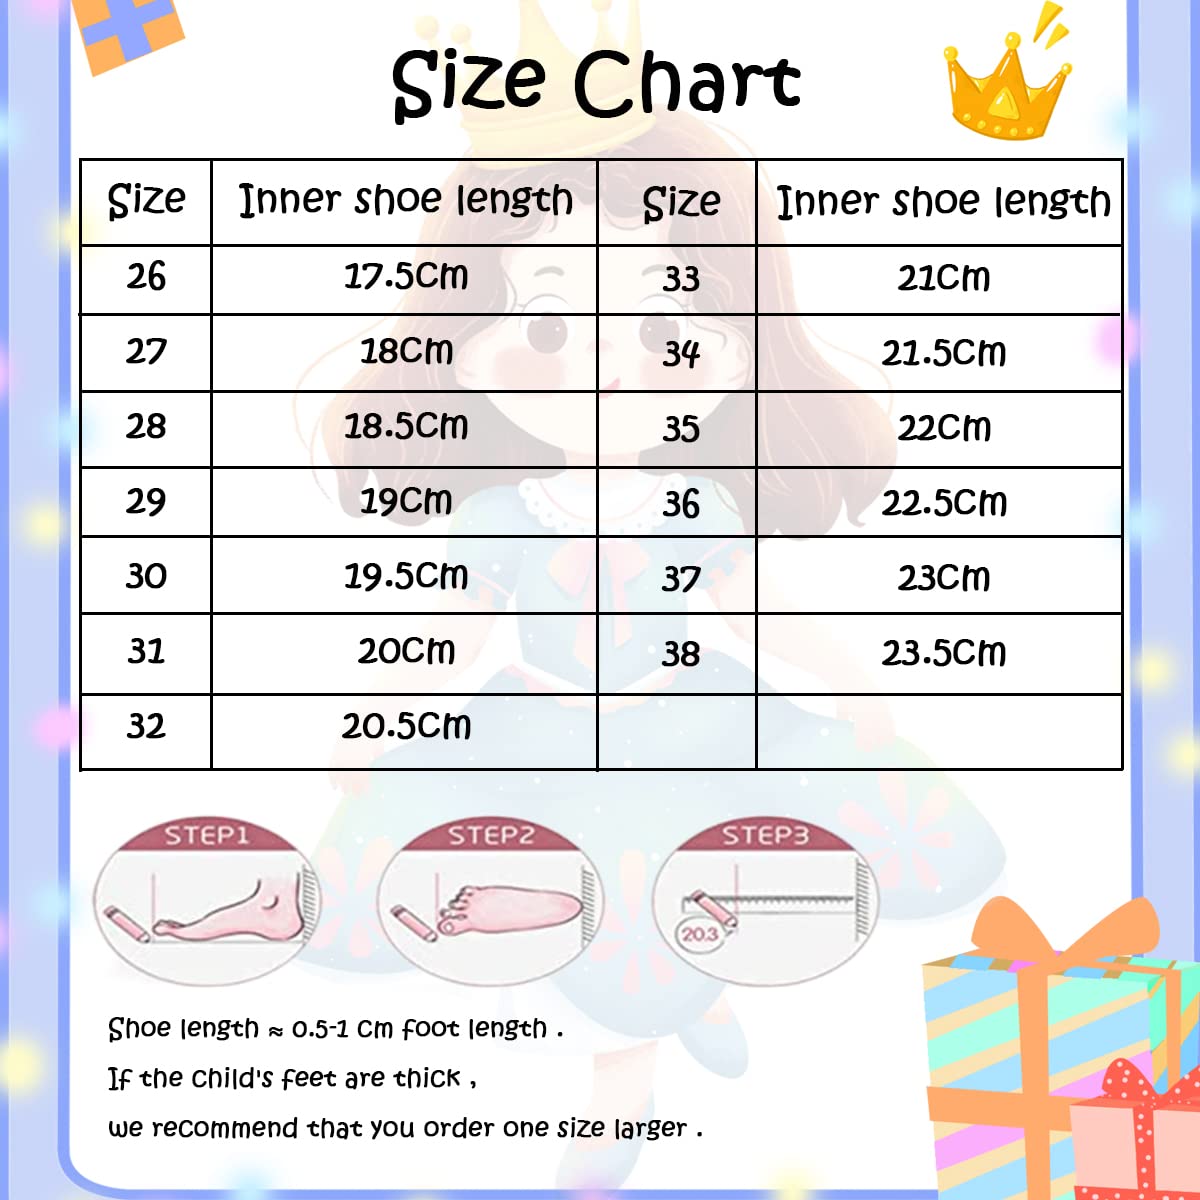 Size Chart
Size Inner shoe length Size Inner shoe length
26 17.5Cm 33 21Cm
27 18Cm 34 21.5Cm
28 18.5Cm 35 22Cm
29 19Cm 36 22.5Cm
30 19.5Cm 37 23Cm
31 20Cm 38 23.5Cm
32 20.5Cm
STEP1 STEP2 STEP3
20.3
Shoe length ≈ 0.5-1 cm foot length .
If the child's feet are thick ,
we recommend that you order one size larger .